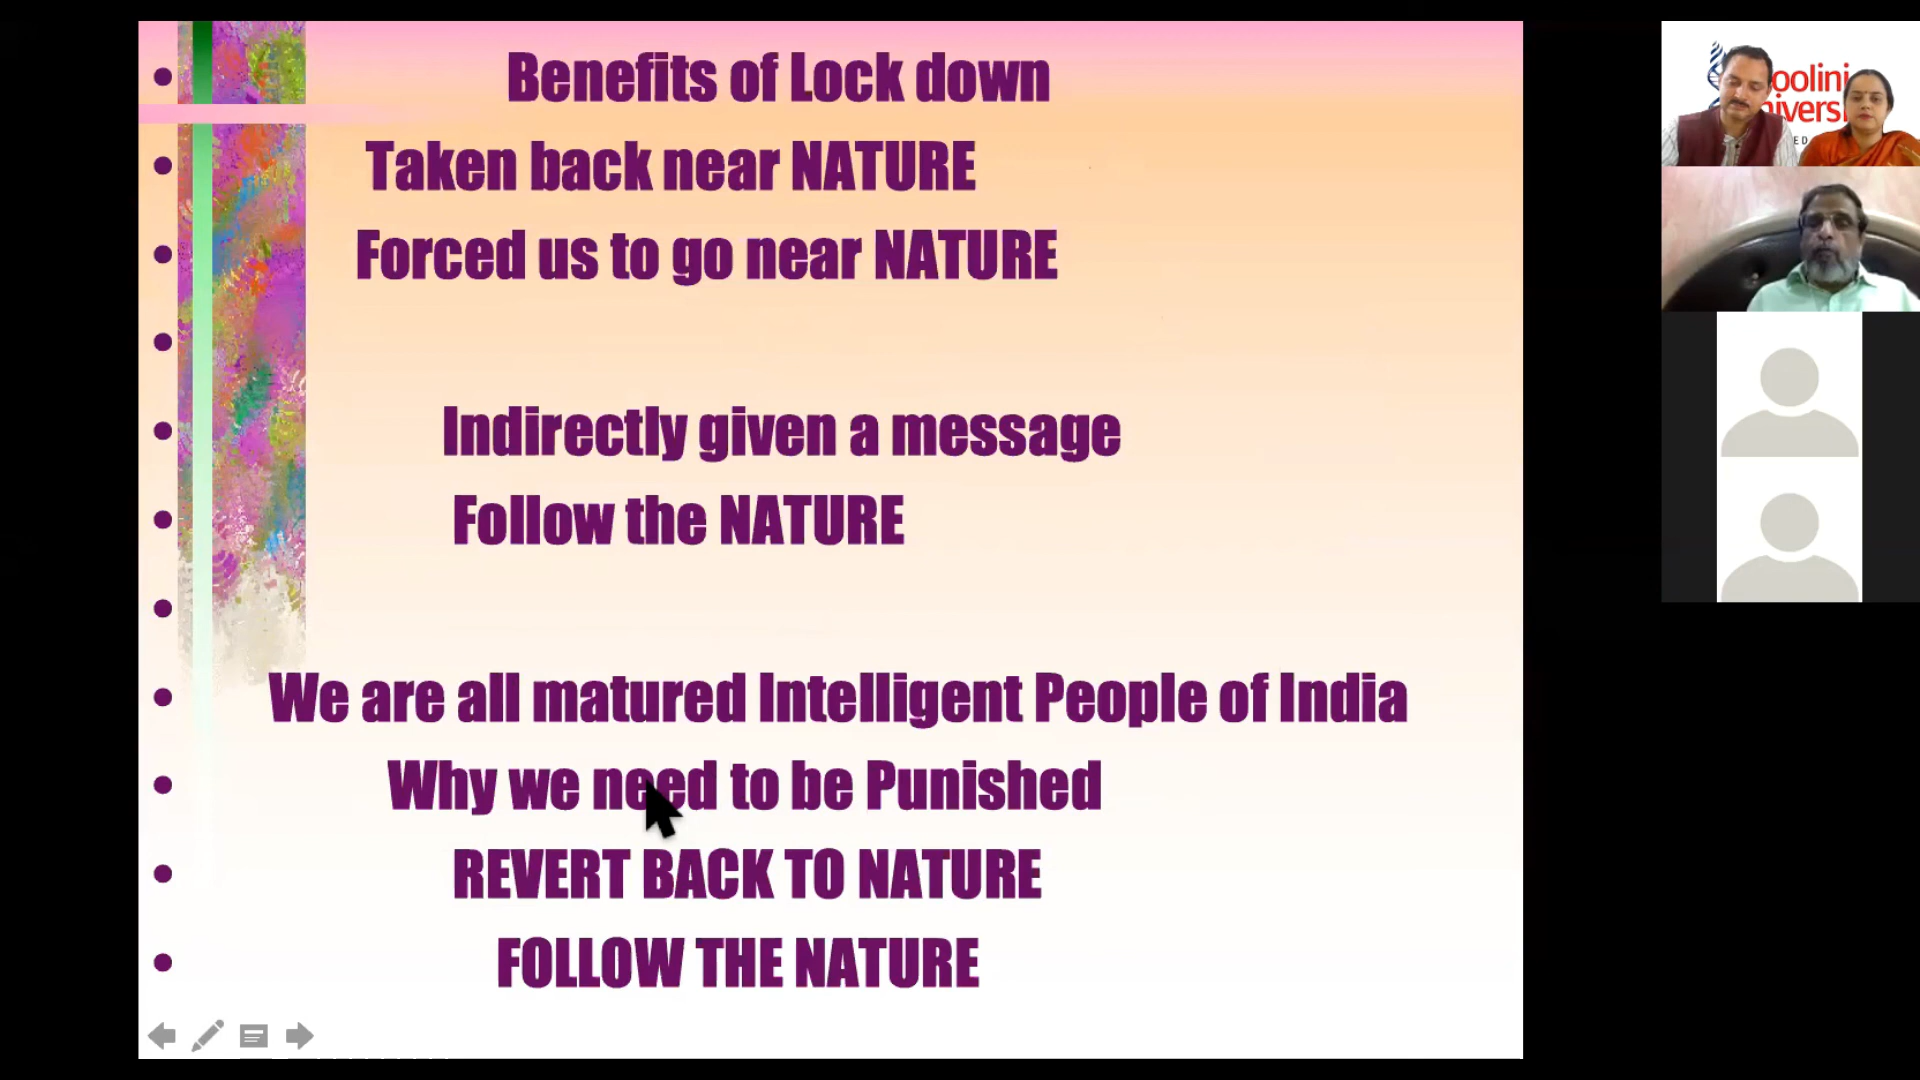 Benefits of Lock down
Taken back near NATURE
Forced us to go near NATURE
Indirectly given a message
Follow the NATURE
We are all matured Intelligent People of India
Why we need to be Punished
REVERT BACK TO NATURE
FOLLOW THE NATURE